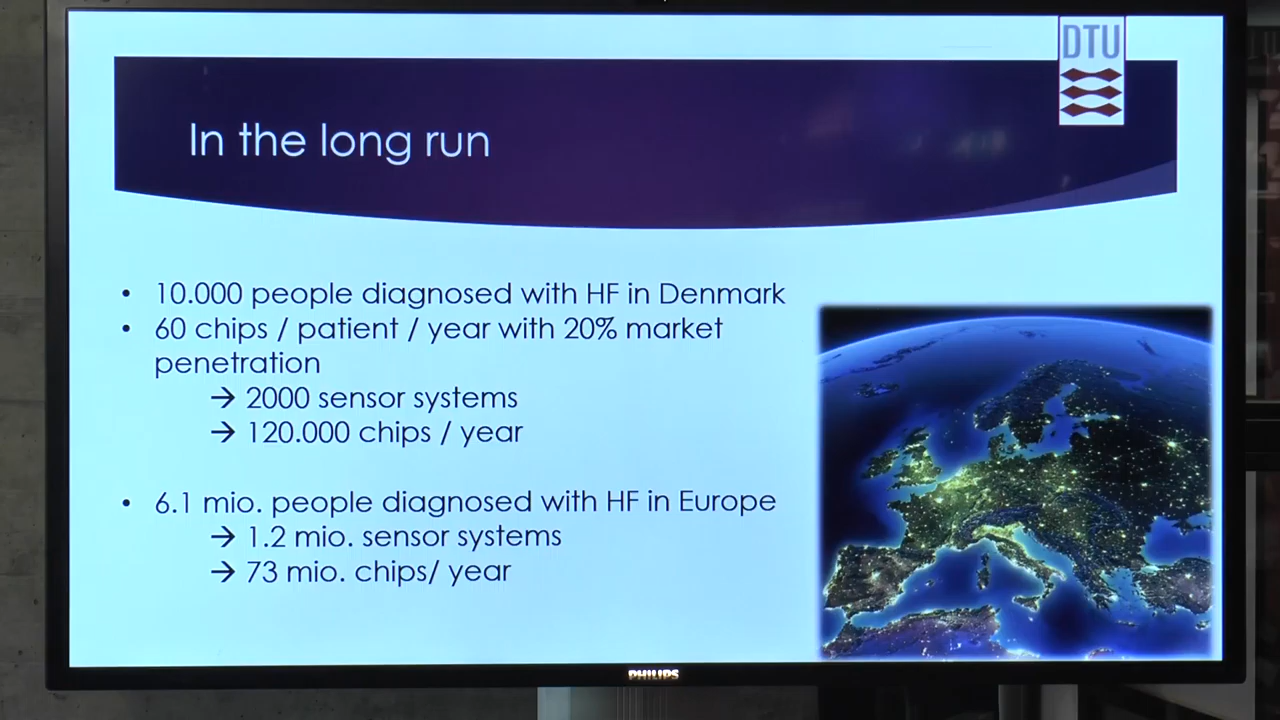 DTU
In the long run
• 10.000 people diagnosed with HF in Denmark
• 60 chips / patient / year with 20% market
penetration
→ 2000 sensor systems
→ 120.000 chips / year
• 6.1 mio. people diagnosed with HF in Europe
→ 1.2 mio. sensor systems
→ 73 mio. chips/ year
PHILIPS